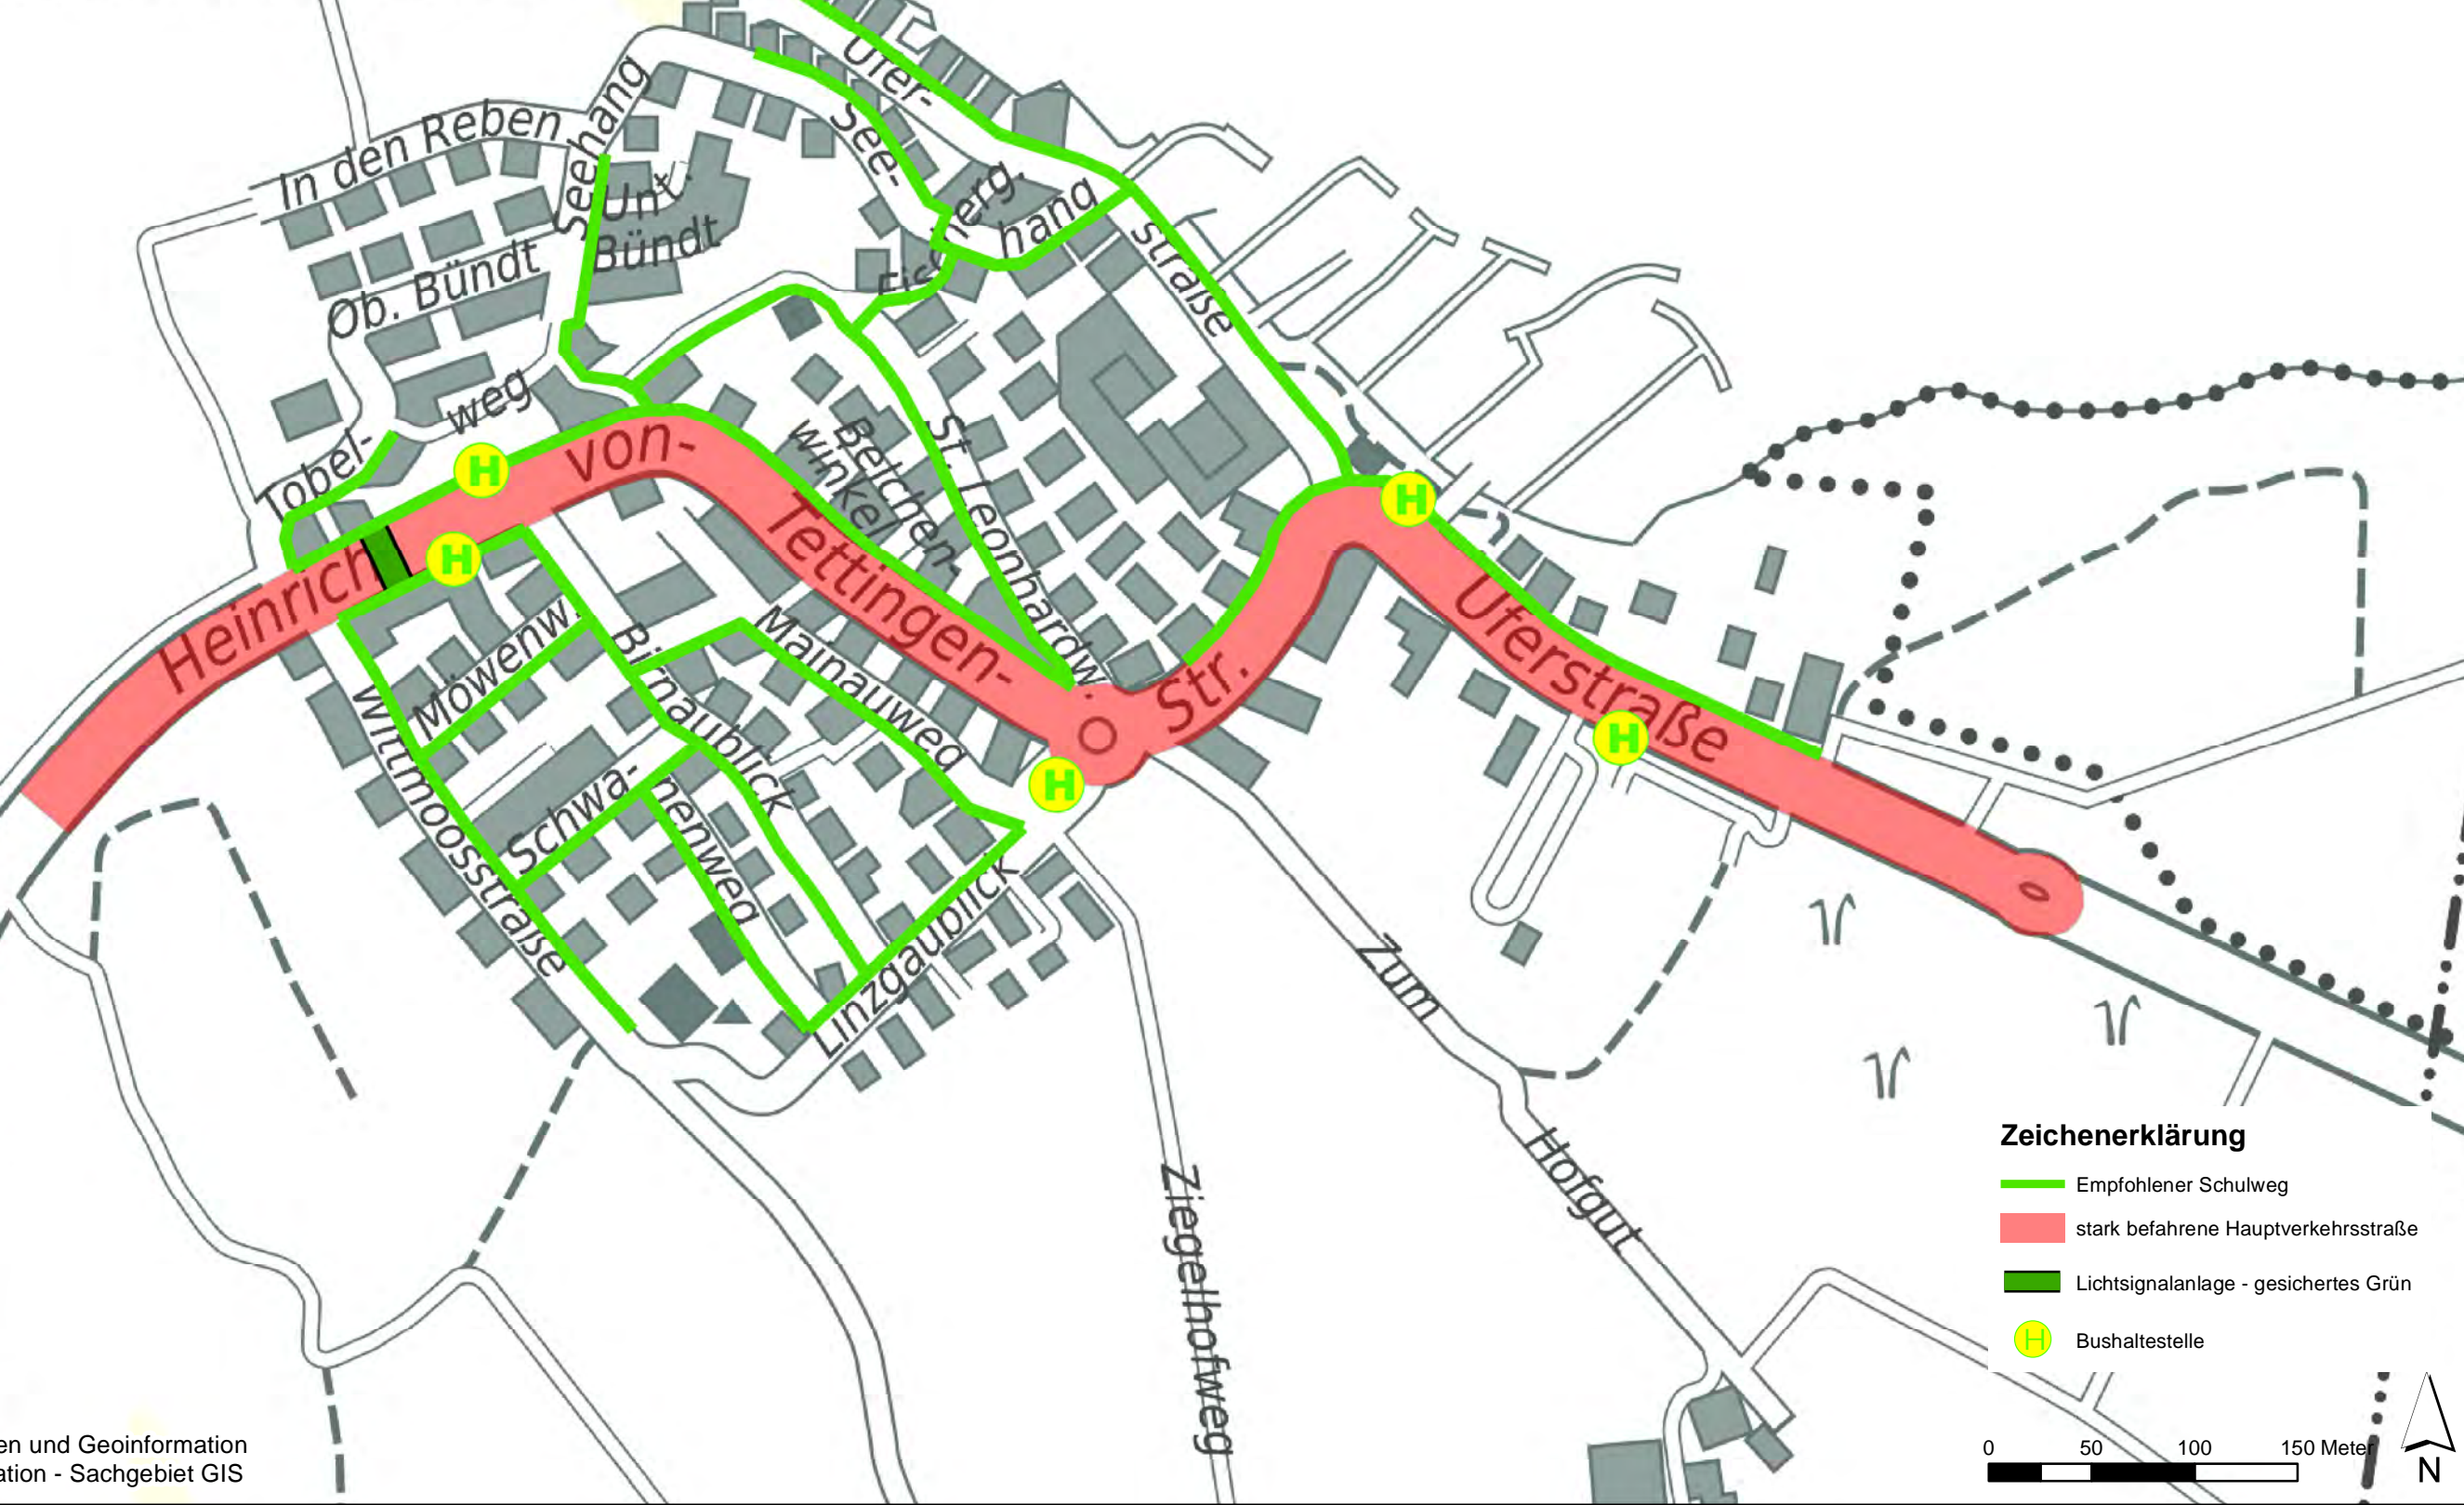 Ufer-
Seehang
In den Reben
See-
Unt.
Bündt
hang
straße
Ob. Bündt
weg
Tobel-
H
von-
Belchen-
winkel
St. Leonhardw.
H
H
Heinrich
Tettingen-
Uferstraße
Möwenw.
Birnaublick
Mainauweg
Str.
H
H
Wittmoosstraße
Schwa-
nenweg
Linzgaublick
Zum
Hofgut
Ziegelhofweg
Zeichenerklärung
Empfohlener Schulweg
stark befahrene Hauptverkehrsstraße
Lichtsignalanlage - gesichertes Grün
H Bushaltestelle
en und Geoinformation
ation - Sachgebiet GIS
0 50 100 150 Meter
N